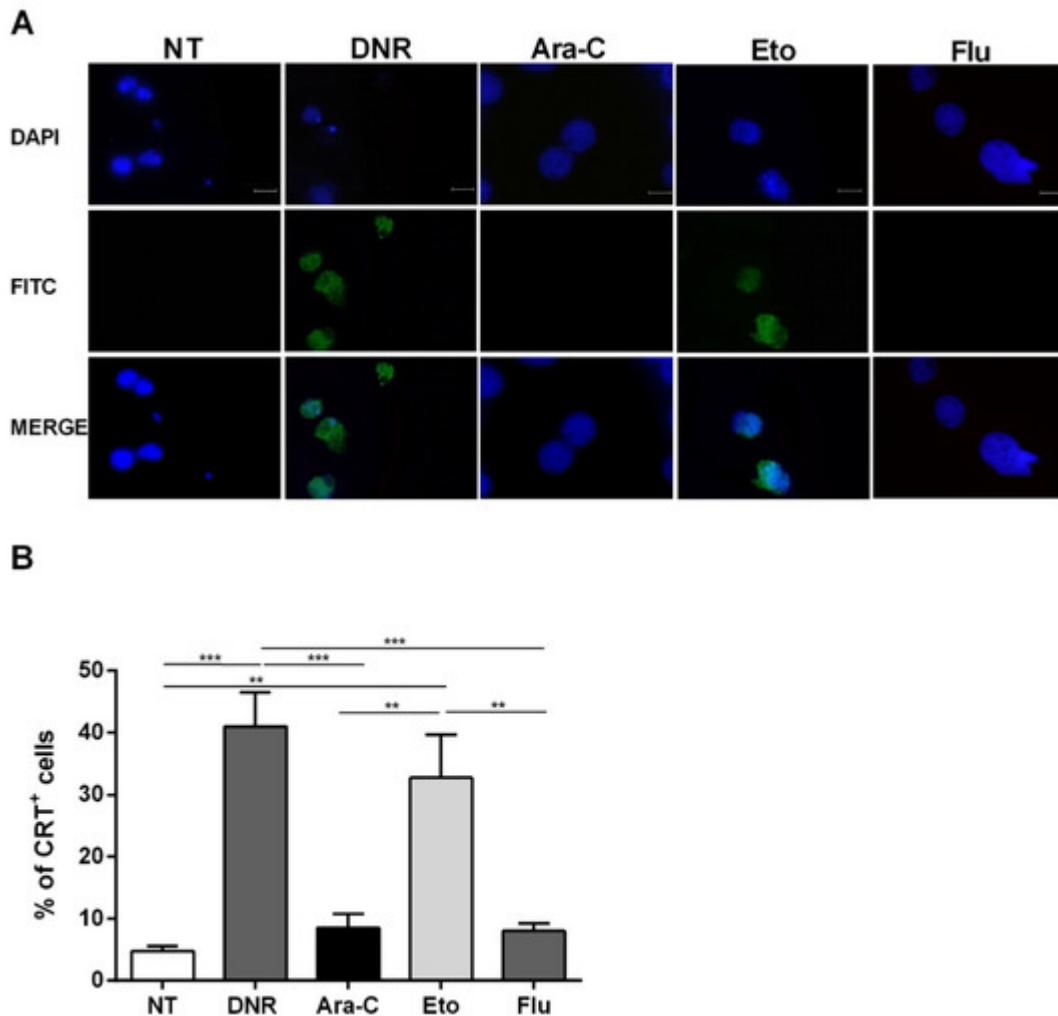 A
NT DNR Ara-C Eto Flu
DAPI
FITC
MERGE
B
***
*** ***
**
** **
50
40
30
20
10
0
% of CRT+ cells
NT DNR Ara-C Eto Flu